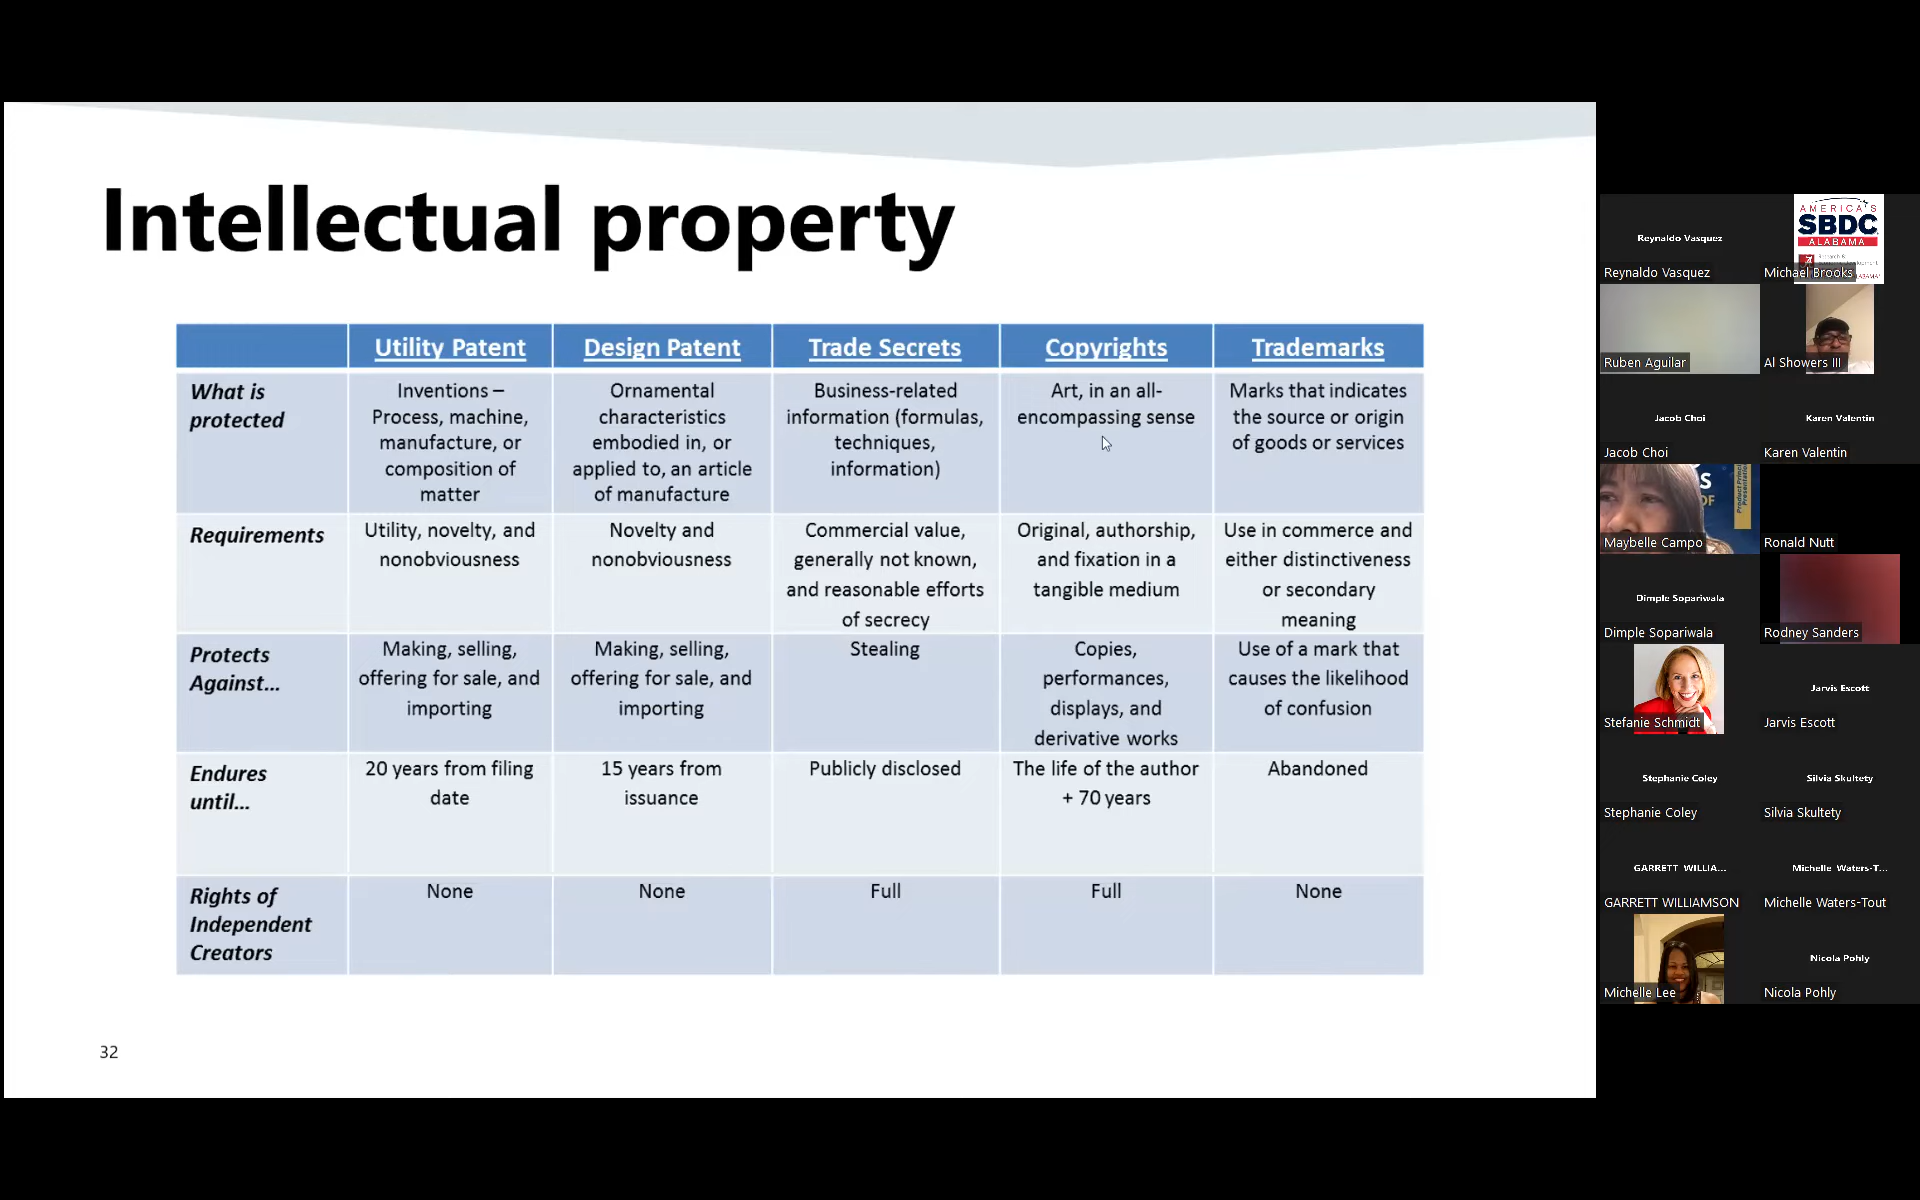 Intellectual property
Utility Patent
Design Patent
Trade Secrets
Copyrights
Trademarks
What is
protected
Inventions –
Process, machine,
manufacture, or
composition of
matter
Ornamental
characteristics
embodied in, or
applied to, an article
of manufacture
Business-related
information (formulas,
techniques,
information)
Art, in an all-
encompassing sense
Marks that indicates
the source or origin
of goods or services
Requirements
Utility, novelty, and
nonobviousness
Novelty and
nonobviousness
Commercial value,
generally not known,
and reasonable efforts
of secrecy
Original, authorship,
and fixation in a
tangible medium
Use in commerce and
either distinctiveness
or secondary
meaning
Protects
Against...
Making, selling,
offering for sale, and
importing
Making, selling,
offering for sale, and
importing
Stealing
Copies,
performances,
displays, and
derivative works
Use of a mark that
causes the likelihood
of confusion
Endures
until...
20 years from filing
date
15 years from
issuance
Publicly disclosed
The life of the author
+ 70 years
Abandoned
Rights of
Independent
Creators
None
None
Full
Full
None
32
Reynaldo Vasquez
Reynaldo Vasquez
AMERICA'S
SBDC
ALABAMA
Michael Brooks
Ruben Aguilar
Al Showers III
Jacob Choi
Jacob Choi
Karen Valentin
Karen Valentin
Maybelle Campo
Ronald Nutt
Dimple Sopariwala
Dimple Sopariwala
Rodney Sanders
Stefanie Schmidt
Jarvis Escott
Jarvis Escott
Stephanie Coley
Stephanie Coley
Silvia Skultety
Silvia Skultety
GARRETT WILLIA...
GARRETT WILLIAMSON
Michelle Waters-T...
Michelle Waters-Tout
Michelle Lee
Nicola Pohly
Nicola Pohly